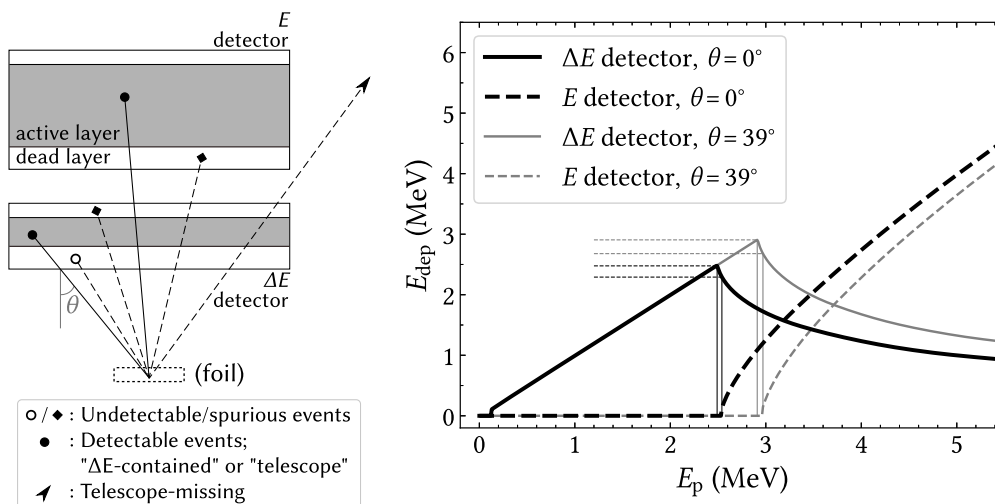 E
detector
active layer
dead layer
ΔE
detector
θ
(foil)
○/◆ : Undetectable/spurious events
● : Detectable events;
"ΔE-contained" or "telescope"
: Telescope-missing
ΔE detector, θ = 0°
E detector, θ = 0°
ΔE detector, θ = 39°
E detector, θ = 39°
E_dep (MeV)
6
5
4
3
2
1
0
0 1 2 3 4 5
E_p (MeV)